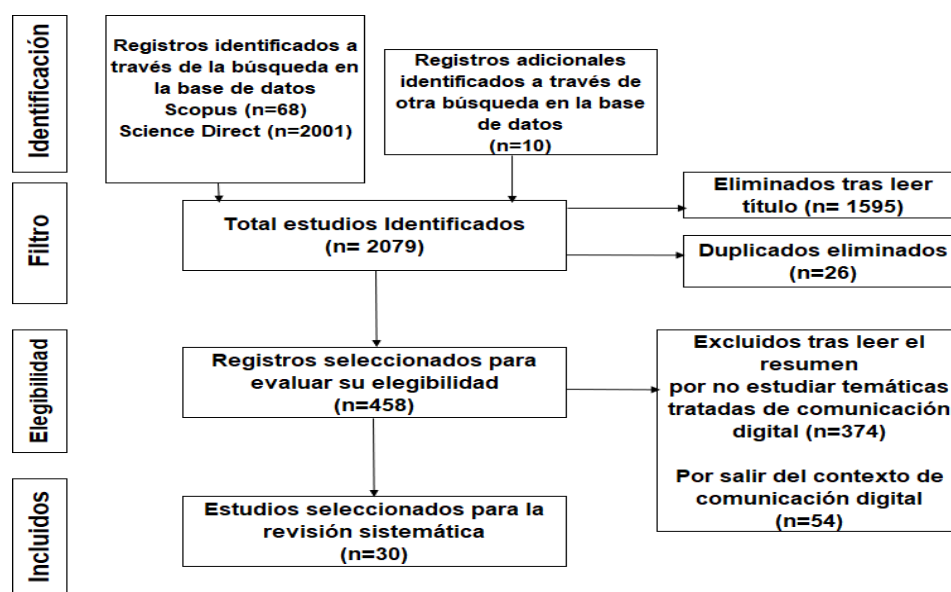 Identificación
Registros identificados a
través de la búsqueda en
la base de datos
Scopus (n=68)
Science Direct (n=2001)
Registros adicionales
identificados a través de
otra búsqueda en la base
de datos
(n=10)
Filtro
Total estudios Identificados
(n= 2079)
Eliminados tras leer
título (n= 1595)
Duplicados eliminados
(n=26)
Elegibilidad
Registros seleccionados para
evaluar su elegibilidad
(n=458)
Excluidos tras leer el
resumen
por no estudiar temáticas
tratadas de comunicación
digital (n=374)
Por salir del contexto de
comunicación digital
(n=54)
Incluidos
Estudios seleccionados para la
revisión sistemática
(n=30)